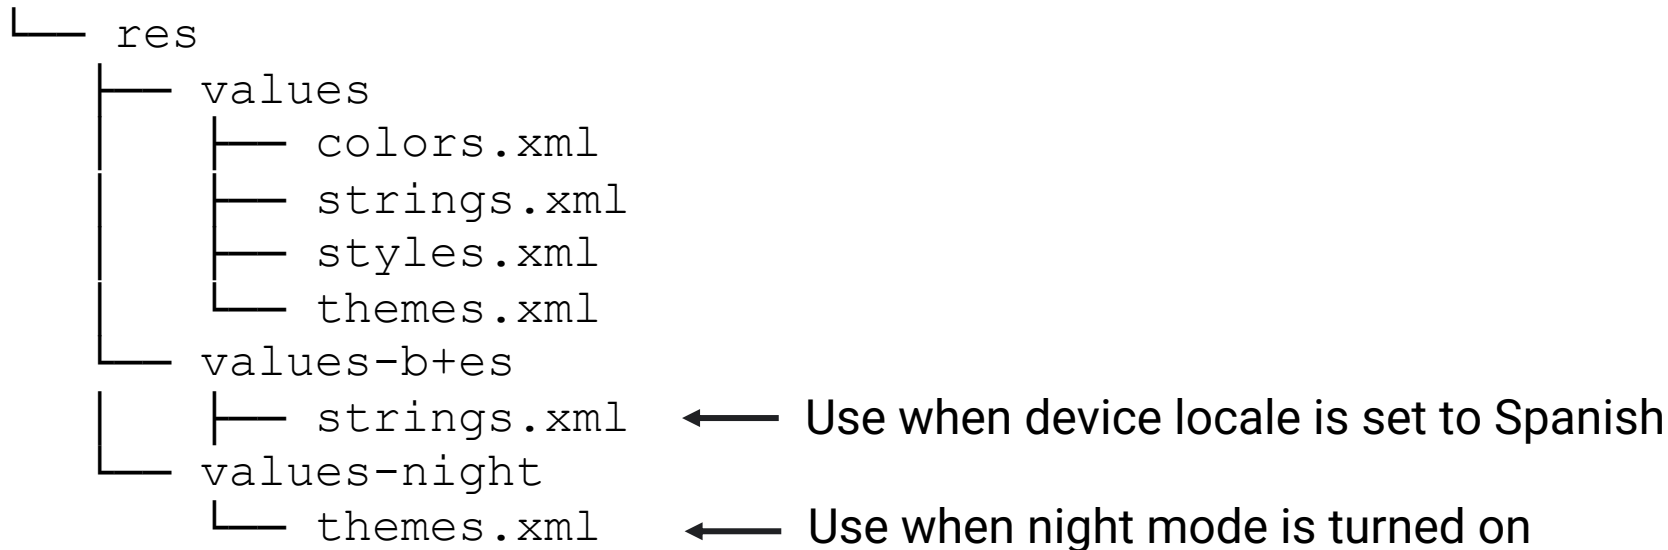 res
values
colors.xml
strings.xml
styles.xml
themes.xml
values-b+es
strings.xml Use when device locale is set to Spanish
values-night
themes.xml Use when night mode is turned on